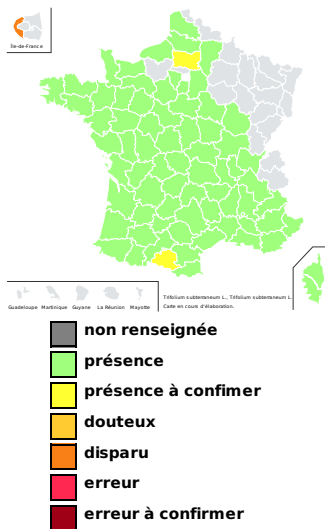 Île-de-France
Guadeloupe Martinique Guyane La Réunion Mayotte
Trifolium subterraneum L., Trifolium subterraneum L.
Carte en cours d'élaboration.
non renseignée
présence
présence à confimer
douteux
disparu
erreur
erreur à confirmer